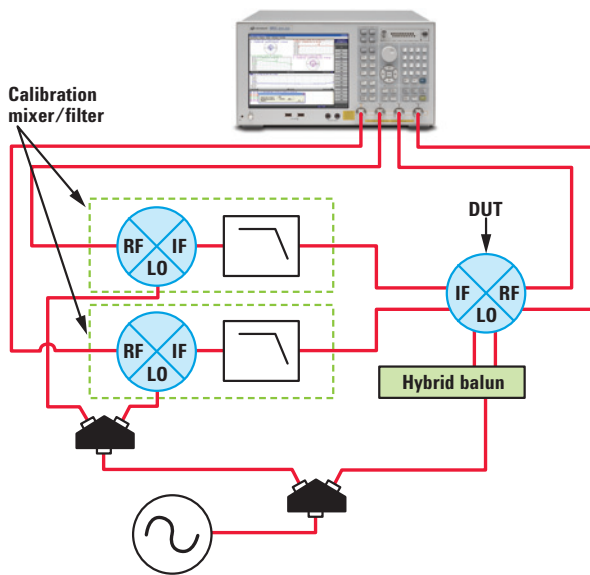 Calibration
mixer/filter
DUT
RF IF
LO
IF RF
LO
RF IF
LO
Hybrid balun